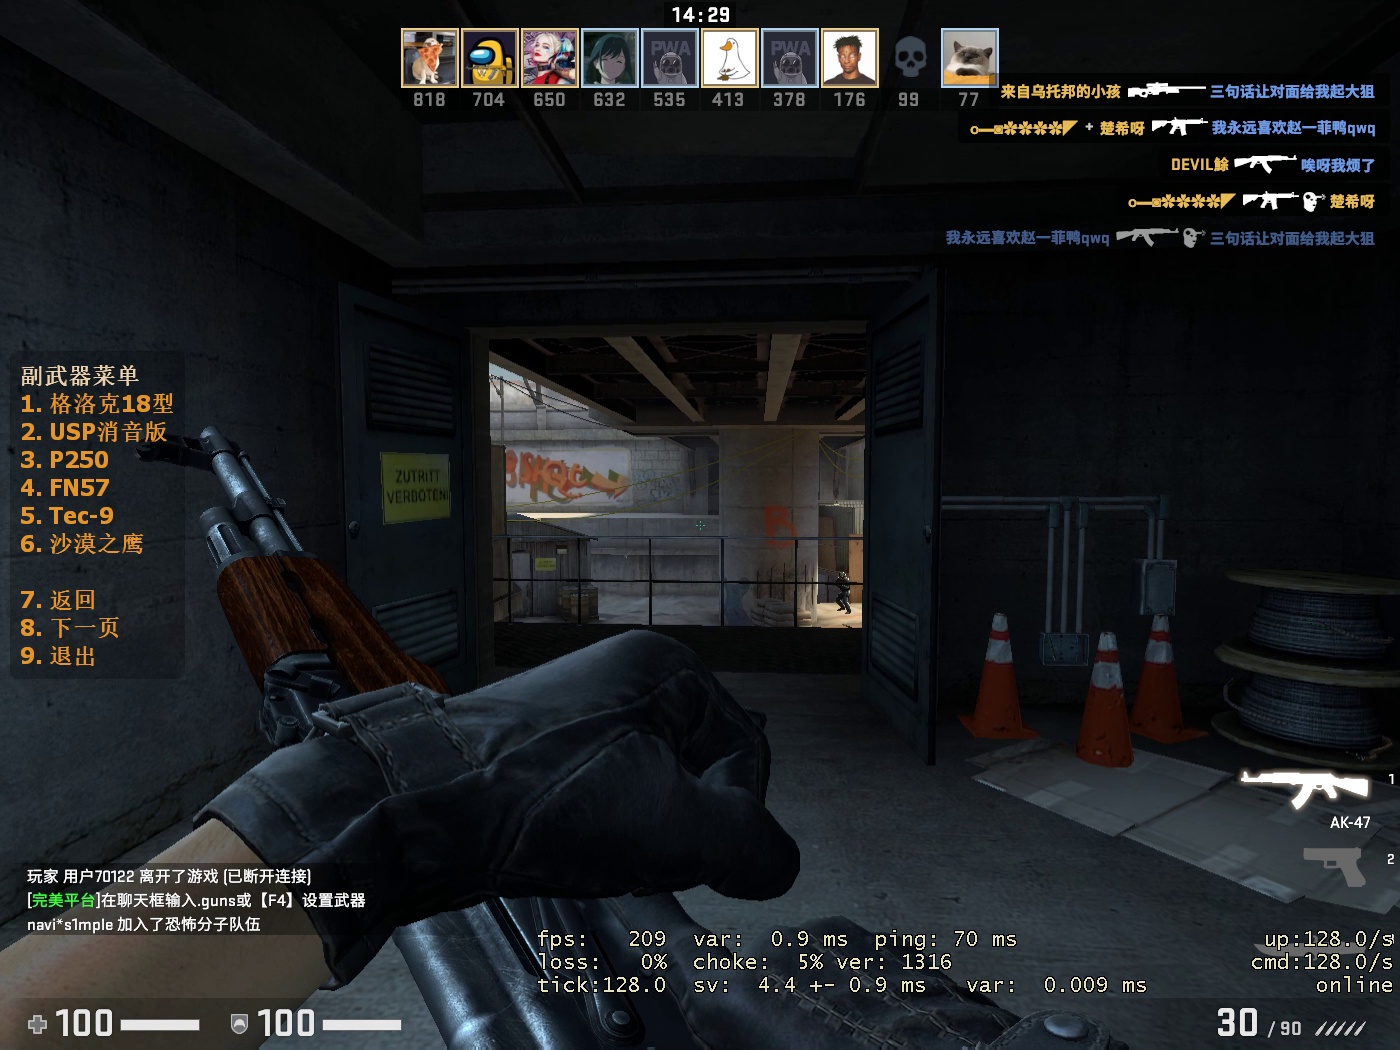 14:29
PWA
PWA
818 704 650 632 535 413 378 176 99 77
来自乌托邦的小孩 三句话让对面给我起大狙
+ 楚希呀 我永远喜欢赵一菲鸭qwq
DEVIL 唉呀我烦了
楚希呀
我永远喜欢赵一菲鸭qwq 三句话让对面给我起大狙
副武器菜单
1. 格洛克18型
2. USP消音版
3. P250
4. FN57
5. Tec-9
6. 沙漠之鹰
7. 返回
8. 下一页
9. 退出
ZUTRITT
VERBOTEN!
B
1
AK-47
2
玩家 用户70122 离开了游戏 (已断开连接)
[完美平台]在聊天框输入.guns或【F4】设置武器
navi*s1mple 加入了恐怖分子队伍
fps: 209 var: 0.9 ms ping: 70 ms
loss: 0% choke: 5% ver: 1316
tick:128.0 sv: 4.4 +- 0.9 ms var: 0.009 ms
up:128.0/s
cmd:128.0/s
online
100 100
30 / 90